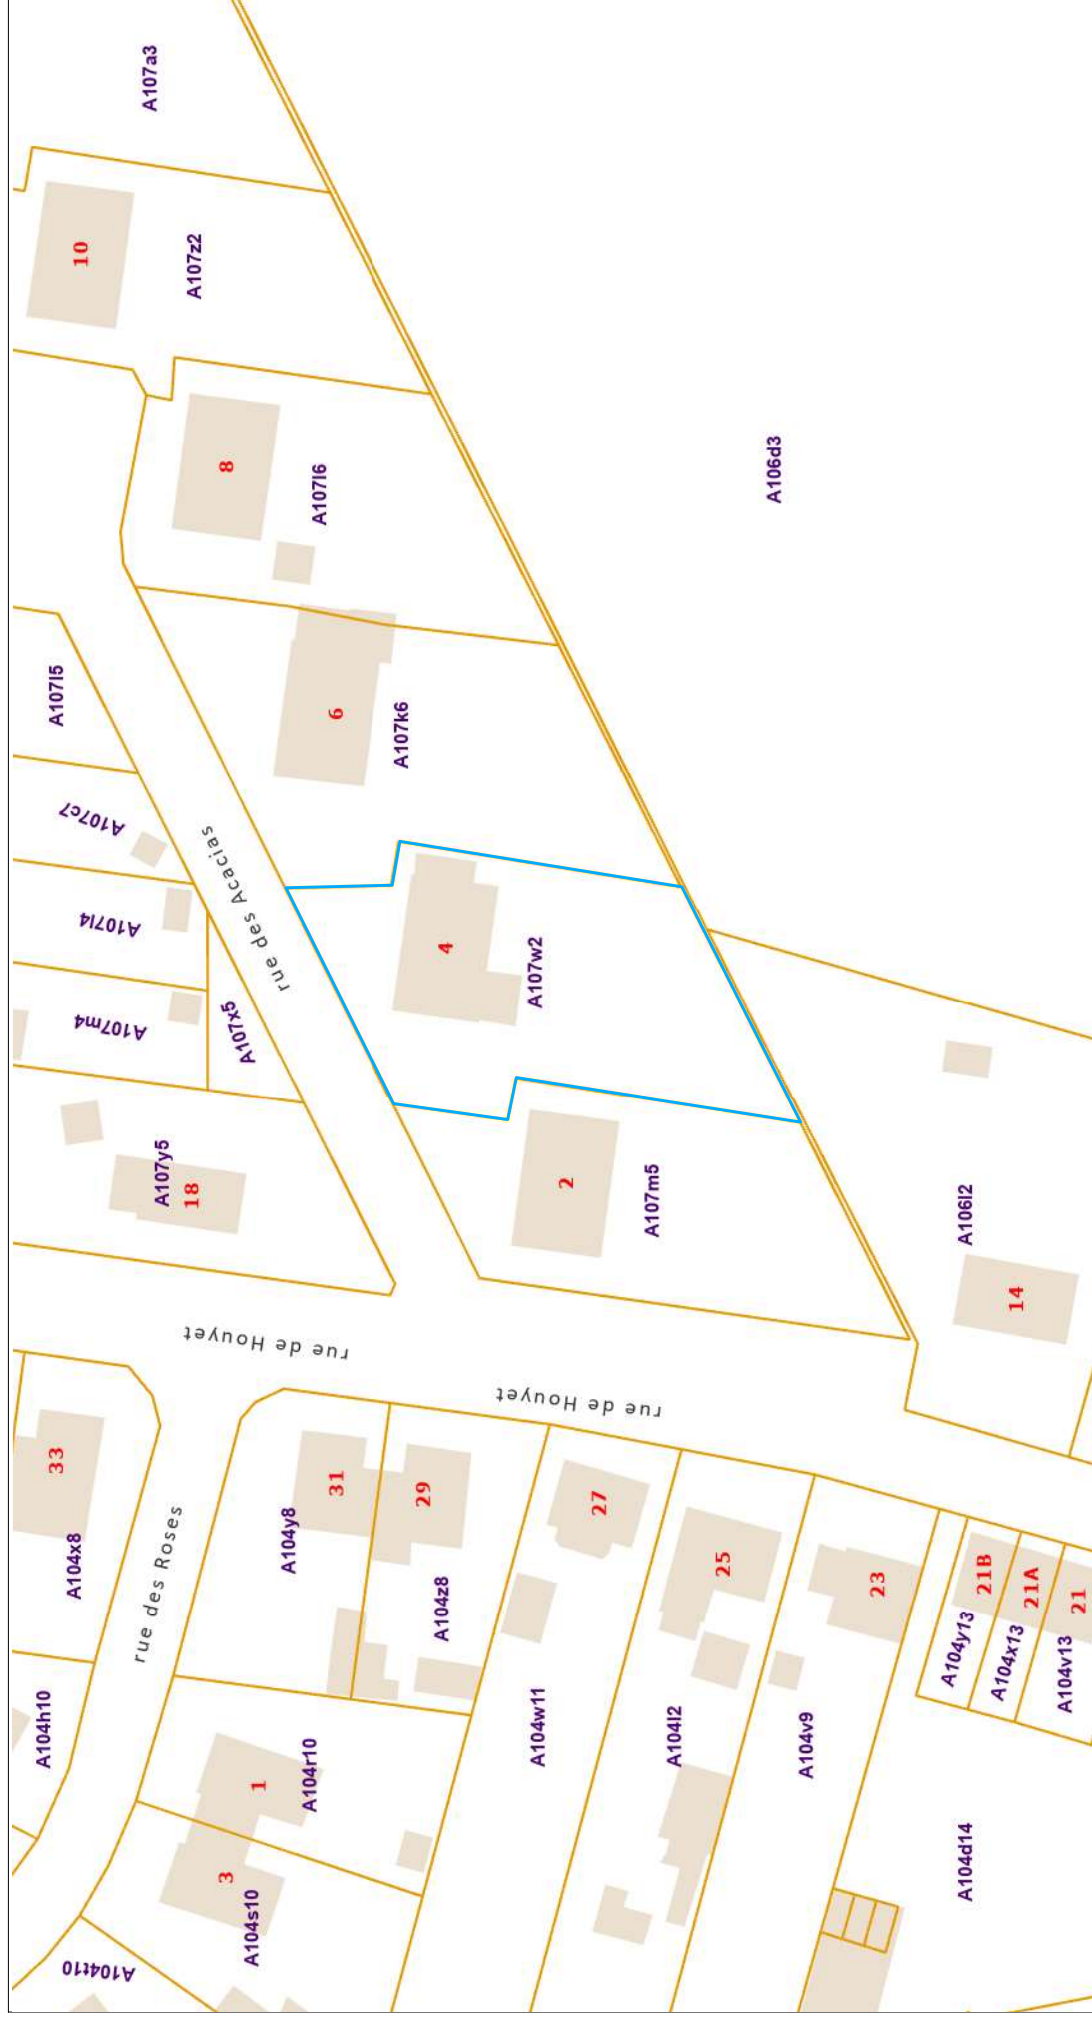 A107a3
10
A107z2
8
A107l6
A106d3
A107l5
6
A107k6
A107c7
rue des Acacias
A107l4
4
A107w2
A107m4
A107x5
A107y5
18
2
A107m5
A106l2
14
rue de Houyet
rue de Houyet
33
A104x8
31
A104y8
29
A104z8
27
25
23
21B
21A
21
A104y13
A104x13
A104v13
rue des Roses
A104h10
1
A104r10
A104w11
A104l2
A104v9
3
A104s10
A104d14
A104t10